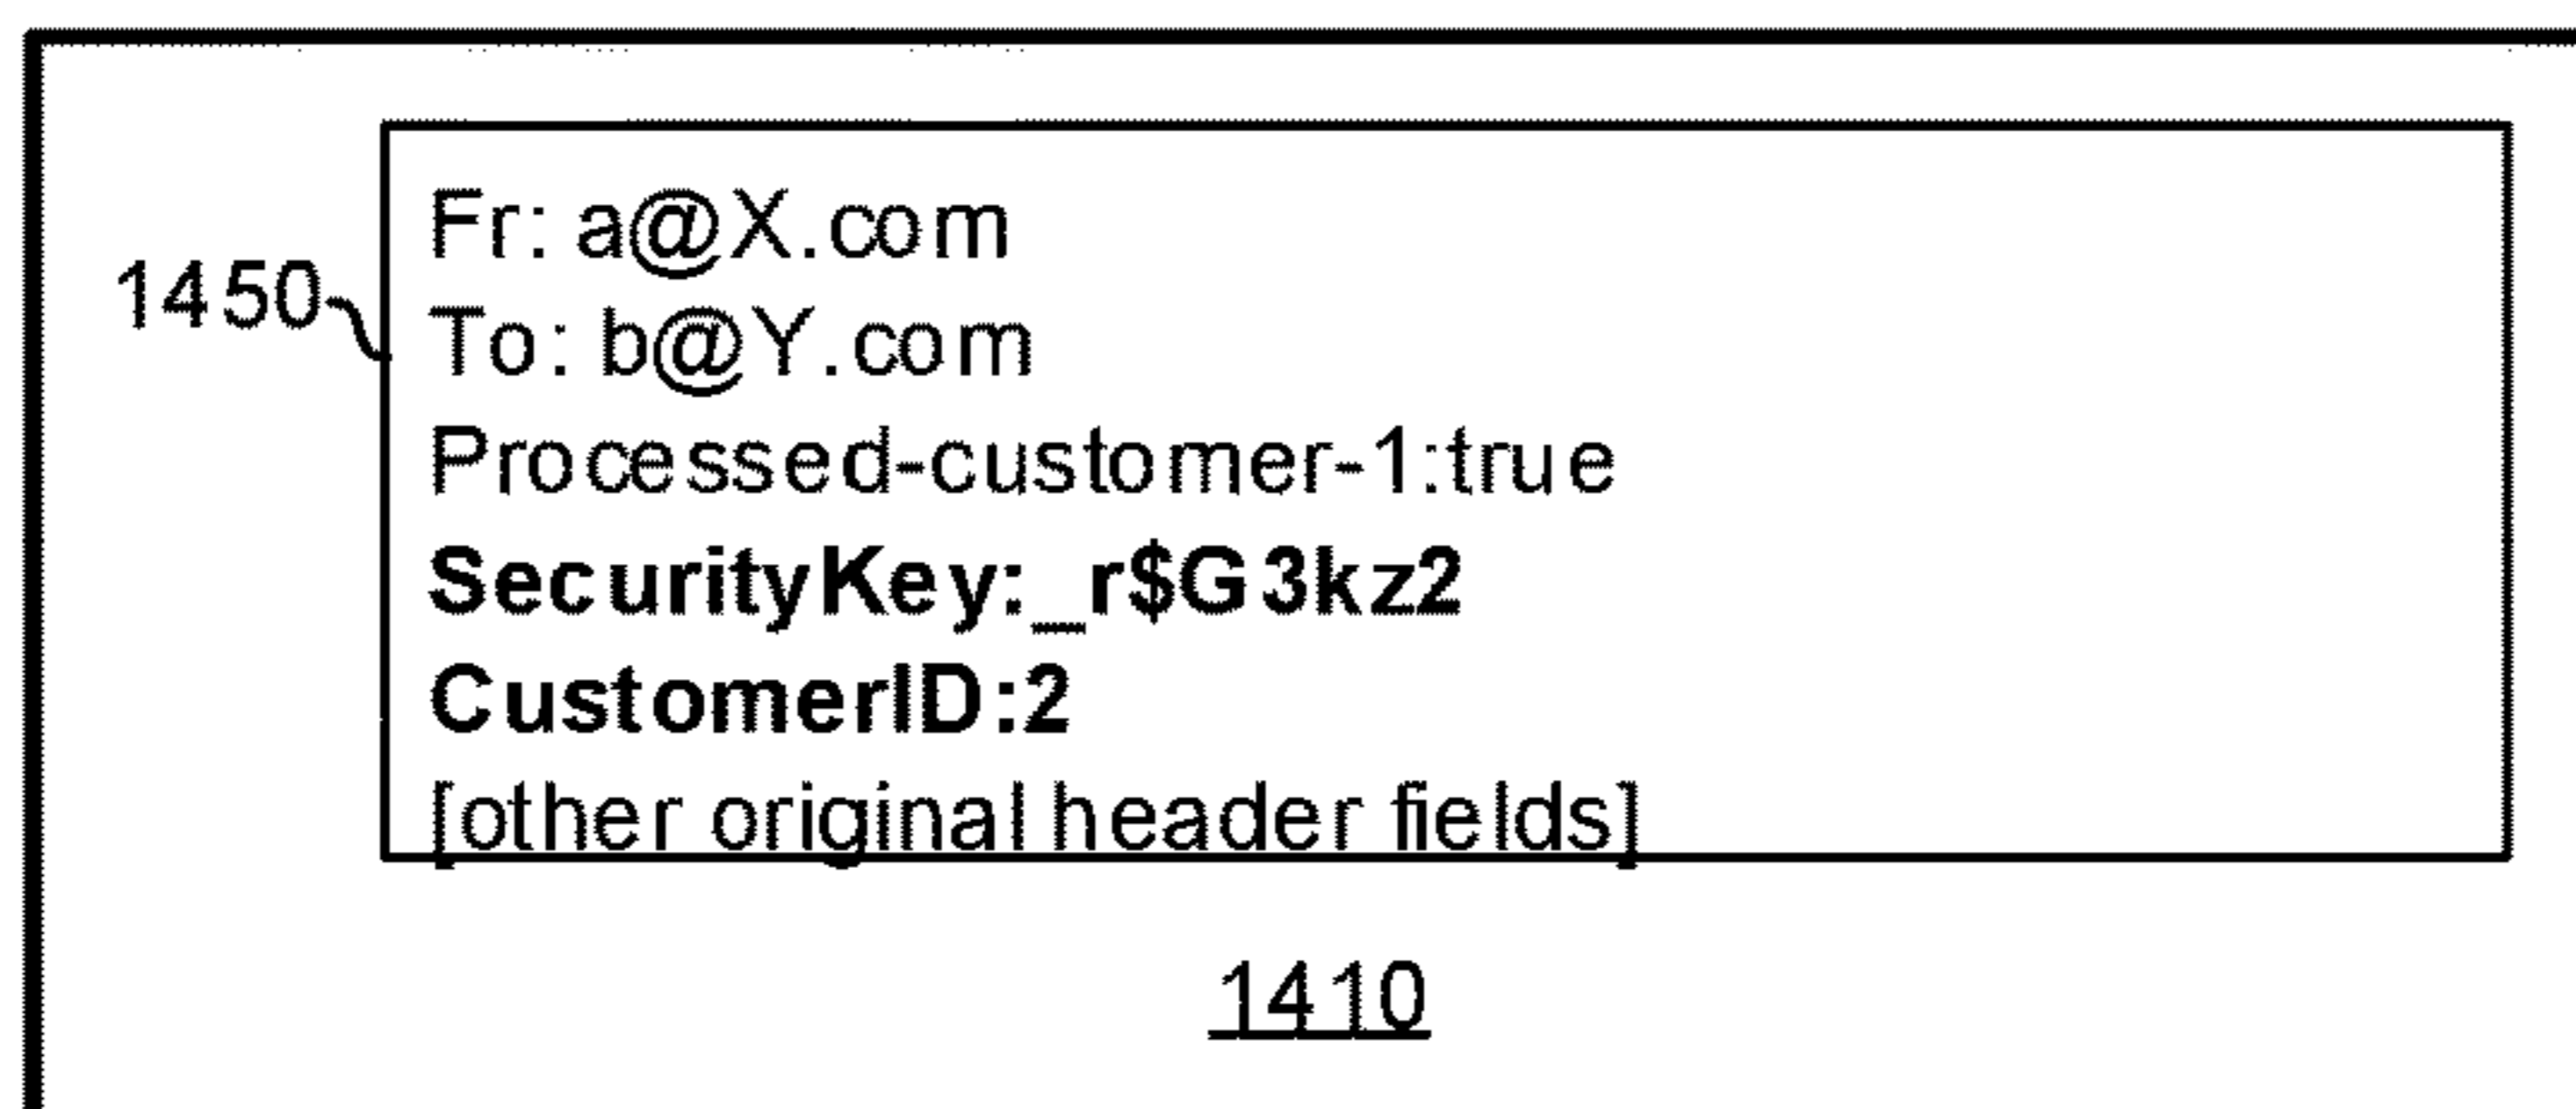 Fr: a@X.com
1450
To: b@Y.com
Processed-customer-1:true
SecurityKey:_r$G3kz2
CustomerID:2
[other original header fields]
1410